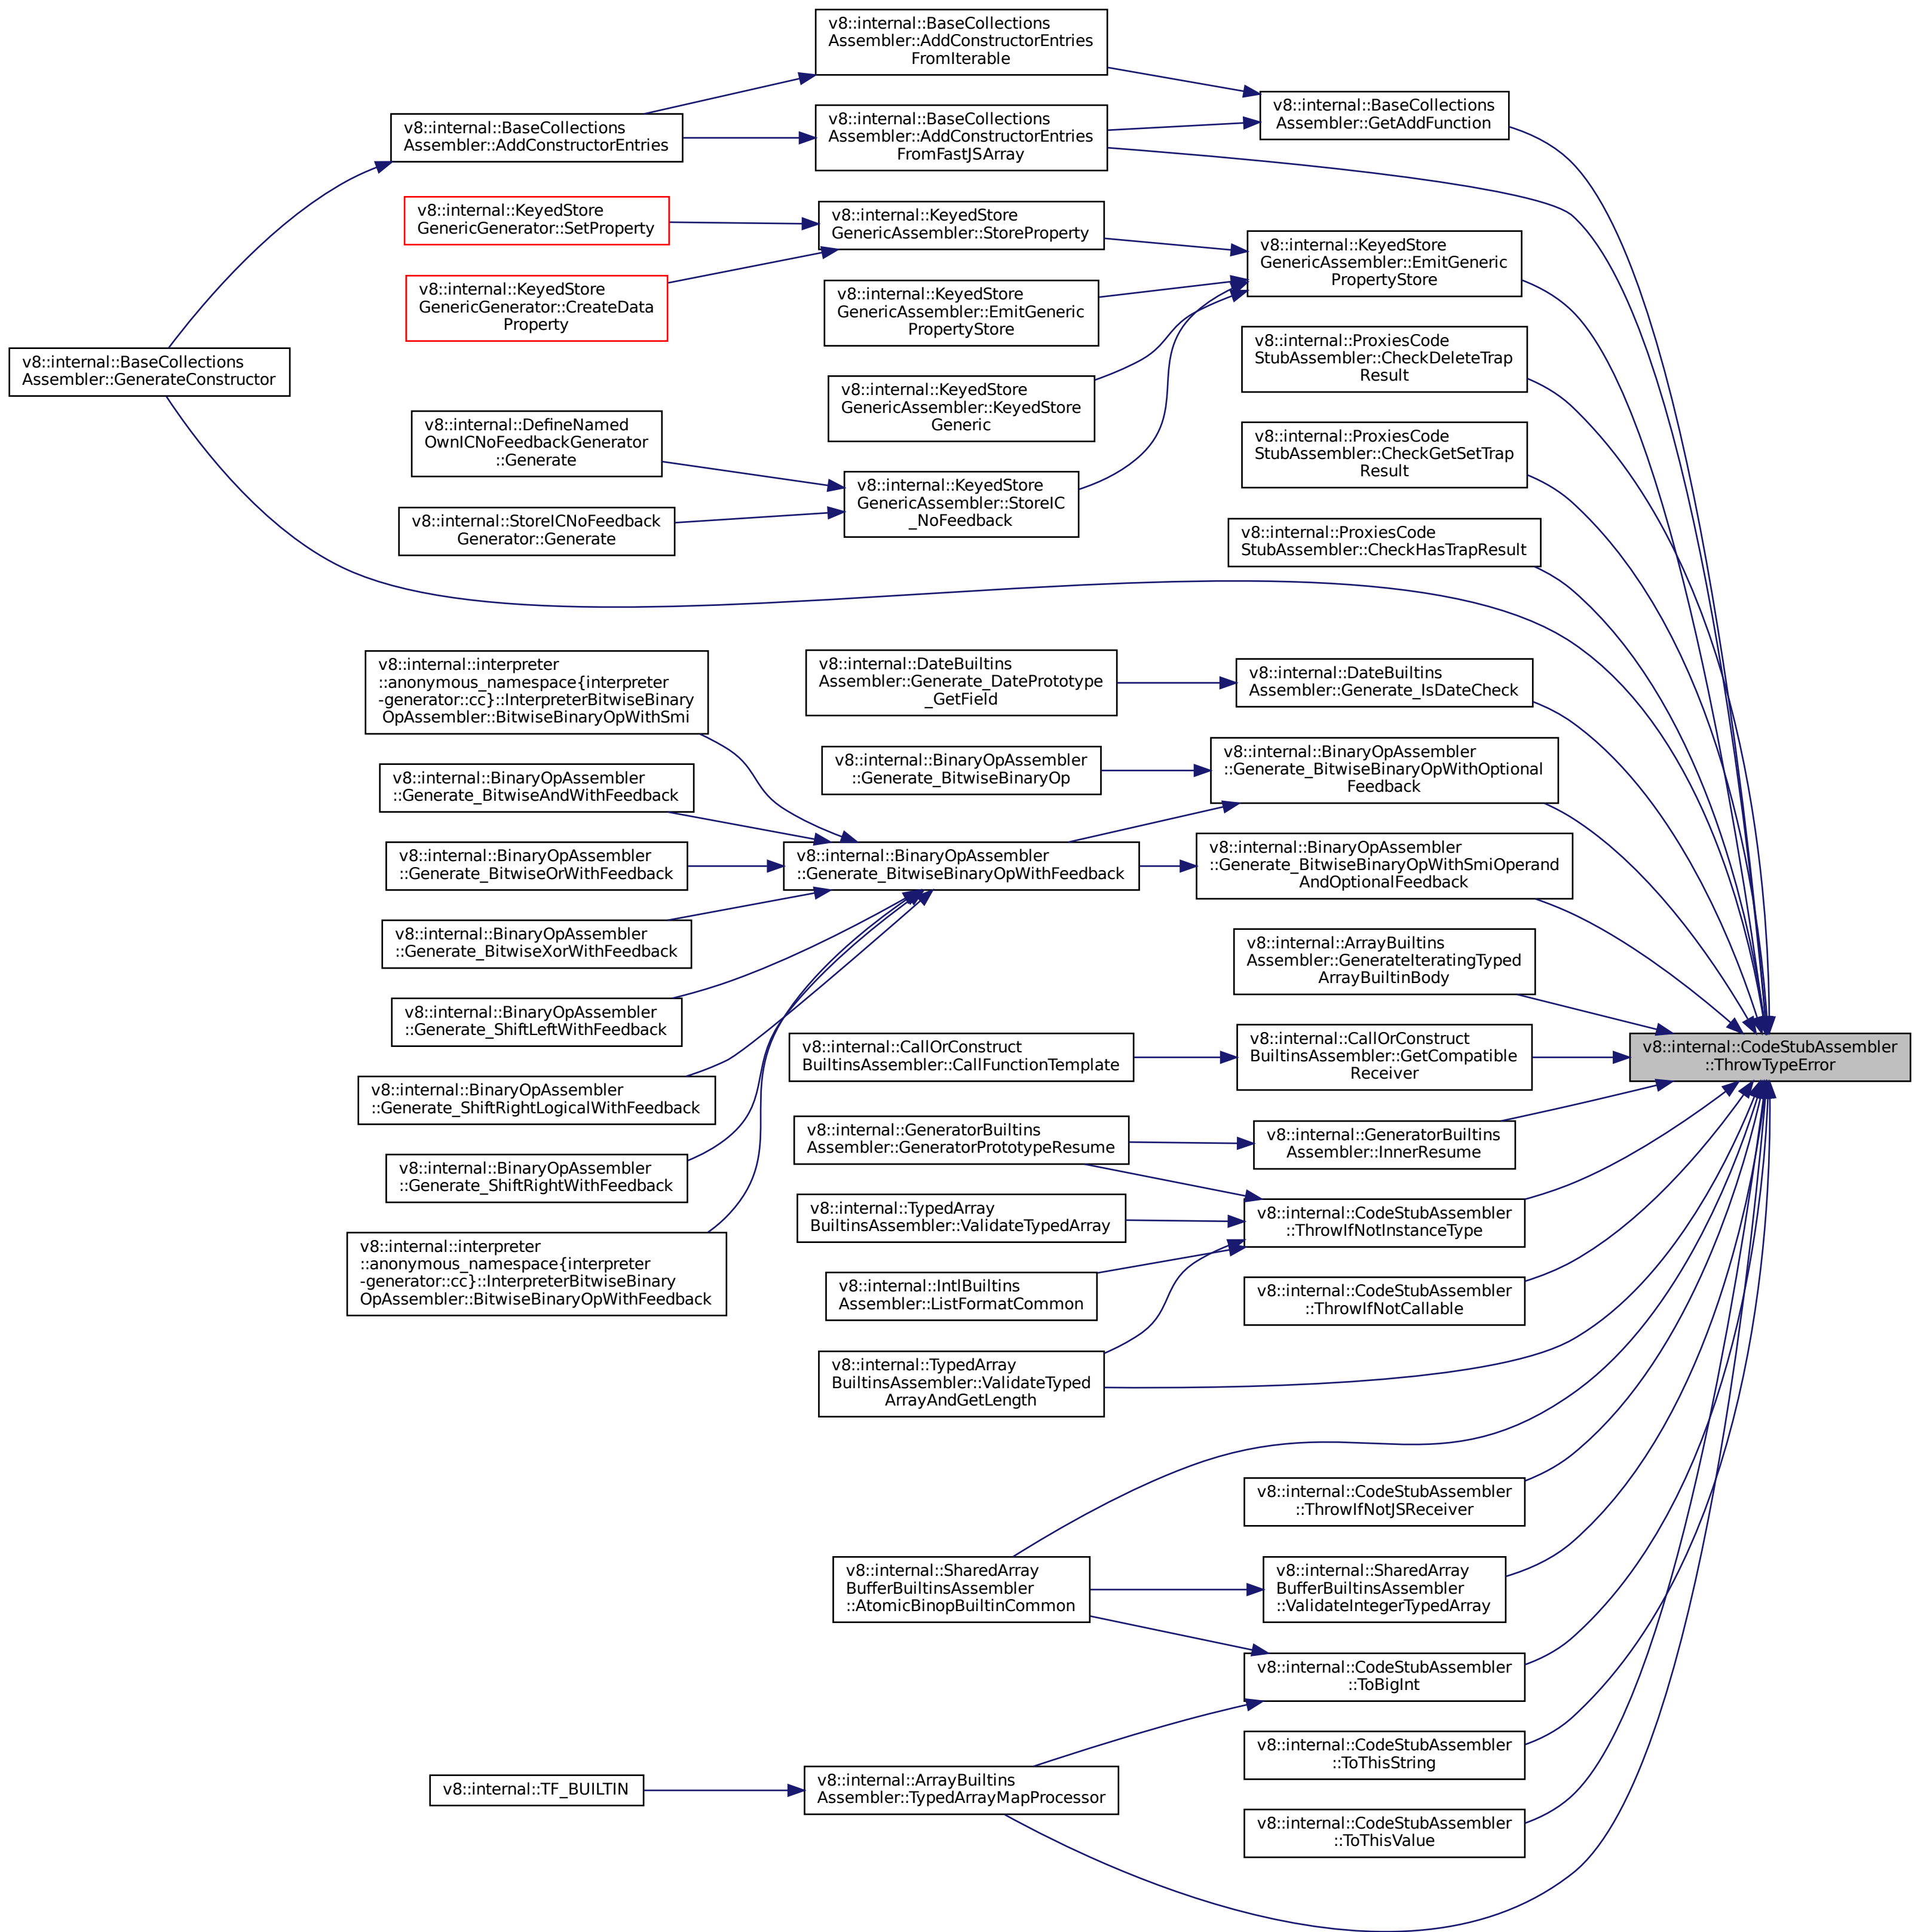 v8::internal::BaseCollections
Assembler::AddConstructorEntries
FromIterable
v8::internal::BaseCollections
Assembler::GetAddFunction
v8::internal::BaseCollections
Assembler::AddConstructorEntries
FromFastJSArray
v8::internal::BaseCollections
Assembler::AddConstructorEntries
v8::internal::KeyedStore
GenericGenerator::SetProperty
v8::internal::KeyedStore
GenericAssembler::StoreProperty
v8::internal::KeyedStore
GenericAssembler::EmitGeneric
PropertyStore
v8::internal::KeyedStore
GenericGenerator::CreateData
Property
v8::internal::KeyedStore
GenericAssembler::EmitGeneric
PropertyStore
v8::internal::ProxiesCode
StubAssembler::CheckDeleteTrap
Result
v8::internal::BaseCollections
Assembler::GenerateConstructor
v8::internal::KeyedStore
GenericAssembler::KeyedStore
Generic
v8::internal::DefineNamed
OwnICNoFeedbackGenerator
::Generate
v8::internal::ProxiesCode
StubAssembler::CheckGetSetTrap
Result
v8::internal::KeyedStore
GenericAssembler::StoreIC
_NoFeedback
v8::internal::StoreICNoFeedback
Generator::Generate
v8::internal::ProxiesCode
StubAssembler::CheckHasTrapResult
v8::internal::interpreter
::anonymous_namespace{interpreter
-generator::cc}::InterpreterBitwiseBinary
OpAssembler::BitwiseBinaryOpWithSmi
v8::internal::DateBuiltins
Assembler::Generate_DatePrototype
_GetField
v8::internal::DateBuiltins
Assembler::Generate_IsDateCheck
v8::internal::BinaryOpAssembler
::Generate_BitwiseBinaryOp
v8::internal::BinaryOpAssembler
::Generate_BitwiseBinaryOpWithOptional
Feedback
v8::internal::BinaryOpAssembler
::Generate_BitwiseAndWithFeedback
v8::internal::BinaryOpAssembler
::Generate_BitwiseOrWithFeedback
v8::internal::BinaryOpAssembler
::Generate_BitwiseBinaryOpWithFeedback
v8::internal::BinaryOpAssembler
::Generate_BitwiseBinaryOpWithSmiOperand
AndOptionalFeedback
v8::internal::BinaryOpAssembler
::Generate_BitwiseXorWithFeedback
v8::internal::ArrayBuiltins
Assembler::GenerateIteratingTyped
ArrayBuiltinBody
v8::internal::BinaryOpAssembler
::Generate_ShiftLeftWithFeedback
v8::internal::CallOrConstruct
BuiltinsAssembler::CallFunctionTemplate
v8::internal::CallOrConstruct
BuiltinsAssembler::GetCompatible
Receiver
v8::internal::CodeStubAssembler
::ThrowTypeError
v8::internal::BinaryOpAssembler
::Generate_ShiftRightLogicalWithFeedback
v8::internal::GeneratorBuiltins
Assembler::GeneratorPrototypeResume
v8::internal::GeneratorBuiltins
Assembler::InnerResume
v8::internal::BinaryOpAssembler
::Generate_ShiftRightWithFeedback
v8::internal::TypedArray
BuiltinsAssembler::ValidateTypedArray
v8::internal::CodeStubAssembler
::ThrowIfNotInstanceType
v8::internal::interpreter
::anonymous_namespace{interpreter
-generator::cc}::InterpreterBitwiseBinary
OpAssembler::BitwiseBinaryOpWithFeedback
v8::internal::IntlBuiltins
Assembler::ListFormatCommon
v8::internal::CodeStubAssembler
::ThrowIfNotCallable
v8::internal::TypedArray
BuiltinsAssembler::ValidateTyped
ArrayAndGetLength
v8::internal::CodeStubAssembler
::ThrowIfNotJSReceiver
v8::internal::SharedArray
BufferBuiltinsAssembler
::AtomicBinopBuiltinCommon
v8::internal::SharedArray
BufferBuiltinsAssembler
::ValidateIntegerTypedArray
v8::internal::CodeStubAssembler
::ToBigInt
v8::internal::CodeStubAssembler
::ToThisString
v8::internal::TF_BUILTIN
v8::internal::ArrayBuiltins
Assembler::TypedArrayMapProcessor
v8::internal::CodeStubAssembler
::ToThisValue